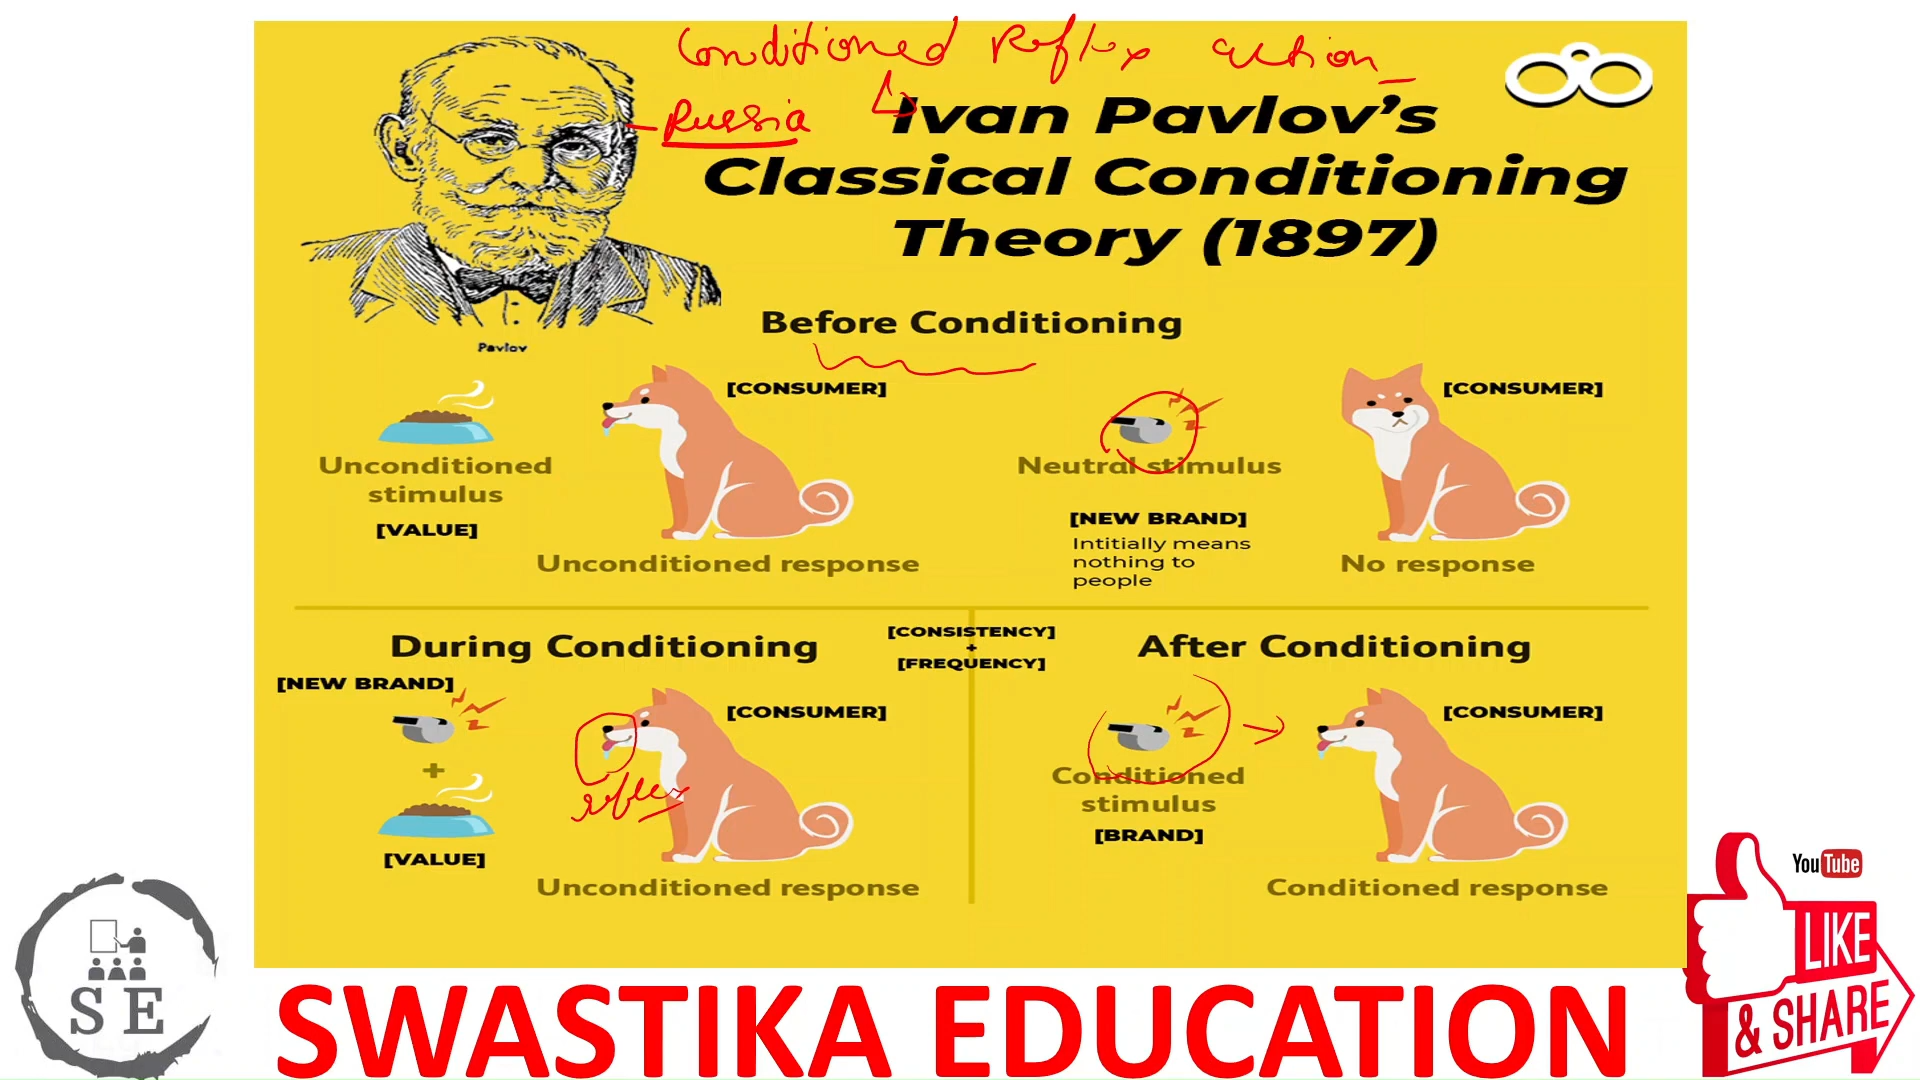 Conditioned Reflex action
Russia
Ivan Pavlov's
Classical Conditioning
Theory (1897)
Pavlov
Before Conditioning
[CONSUMER]
[CONSUMER]
Unconditioned
stimulus
[VALUE]
Unconditioned response
Neutral stimulus
[NEW BRAND]
Intitially means
nothing to
people
No response
[CONSISTENCY]
+
[FREQUENCY]
During Conditioning
[NEW BRAND]
[CONSUMER]
+
reflex
[VALUE]
Unconditioned response
After Conditioning
[CONSUMER]
Conditioned
stimulus
[BRAND]
Conditioned response
S E
SWASTIKA EDUCATION
YouTube
LIKE
& SHARE